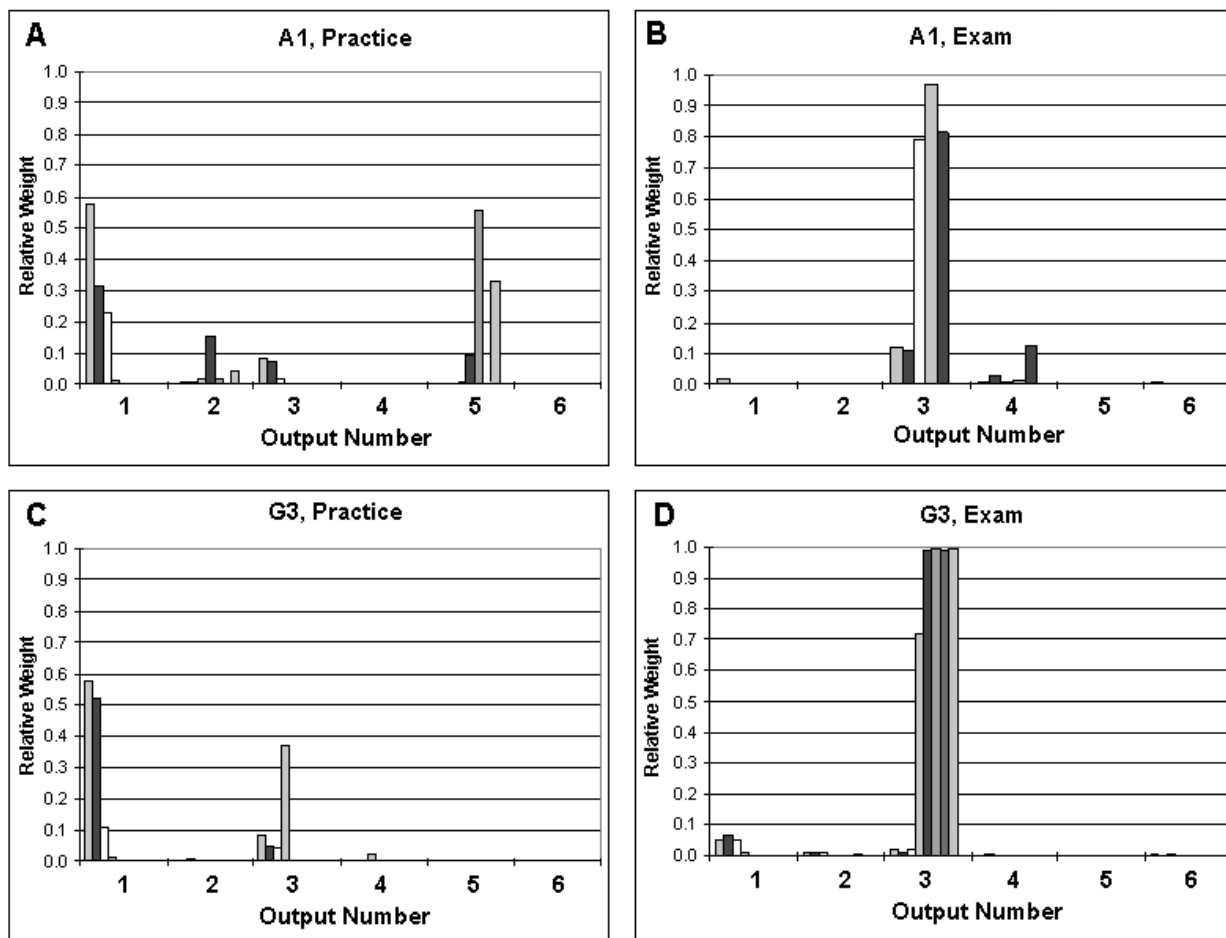 A
A1, Practice
Relative Weight
1.0
0.9
0.8
0.7
0.6
0.5
0.4
0.3
0.2
0.1
0.0
1 2 3 4 5 6
Output Number
B
A1, Exam
Relative Weight
1.0
0.9
0.8
0.7
0.6
0.5
0.4
0.3
0.2
0.1
0.0
1 2 3 4 5 6
Output Number
C
G3, Practice
Relative Weight
1.0
0.9
0.8
0.7
0.6
0.5
0.4
0.3
0.2
0.1
0.0
1 2 3 4 5 6
Output Number
D
G3, Exam
Relative Weight
1.0
0.9
0.8
0.7
0.6
0.5
0.4
0.3
0.2
0.1
0.0
1 2 3 4 5 6
Output Number